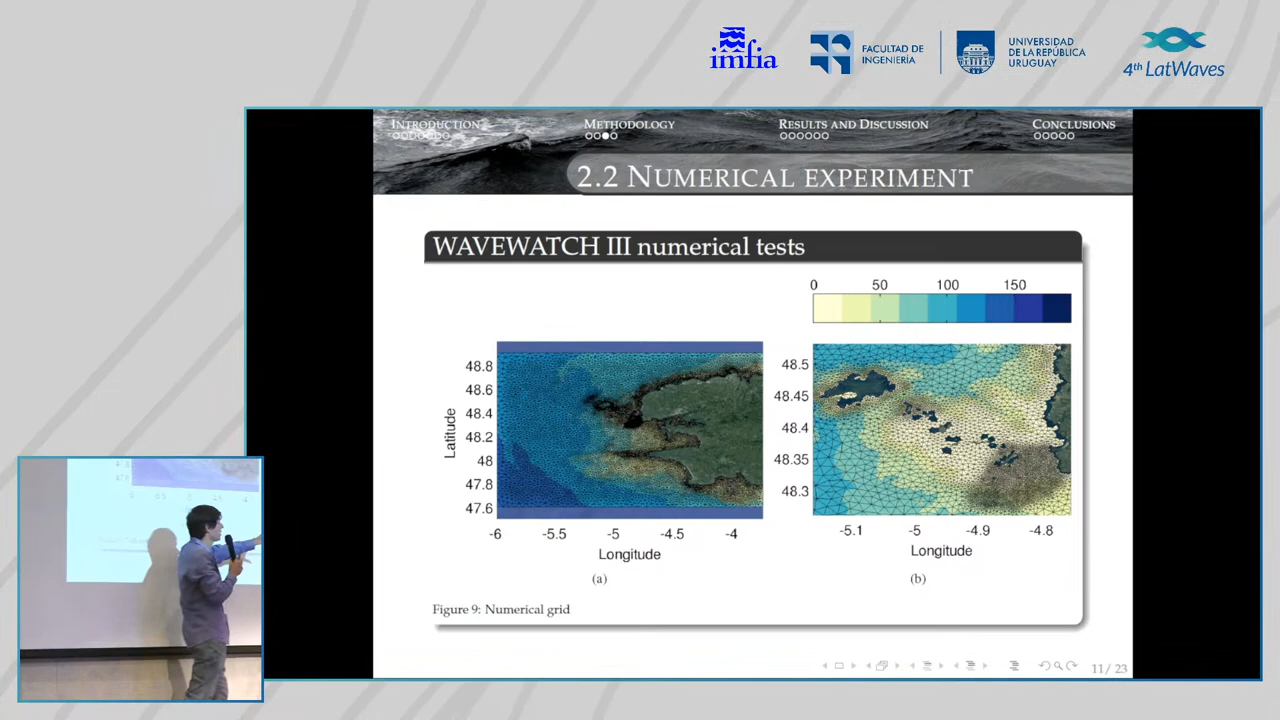 imfia
FACULTAD DE
INGENIERÍA
UNIVERSIDAD
DE LA REPÚBLICA
URUGUAY
4th LatWaves
INTRODUCTION
METHODOLOGY
RESULTS AND DISCUSSION
CONCLUSIONS
2.2 NUMERICAL EXPERIMENT
WAVEWATCH III numerical tests
0 50 100 150
48.8
48.6
48.4
48.2
48
47.8
47.6
Latitude
-6 -5.5 -5 -4.5 -4
Longitude
(a)
48.5
48.45
48.4
48.35
48.3
-5.1 -5 -4.9 -4.8
Longitude
(b)
Figure 9: Numerical grid
11 / 23